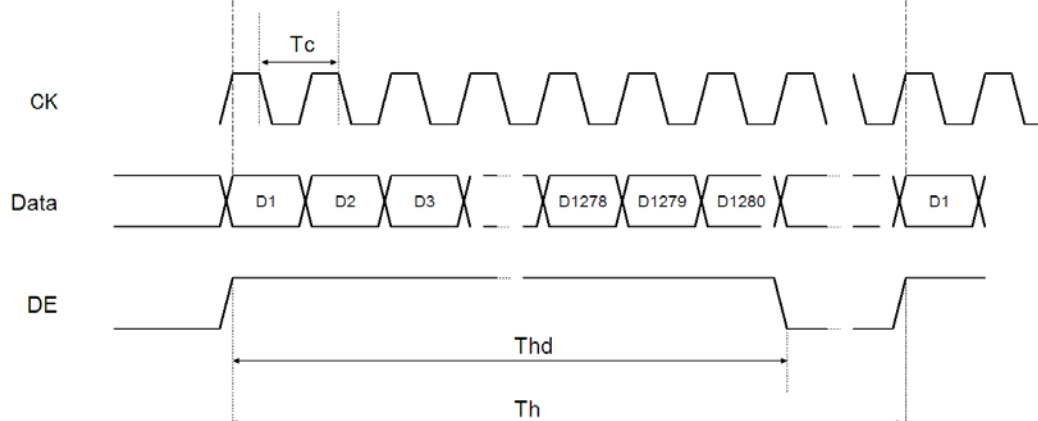 Tc
CK
Data D1 D2 D3 D1278 D1279 D1280 D1
DE
Thd
Th